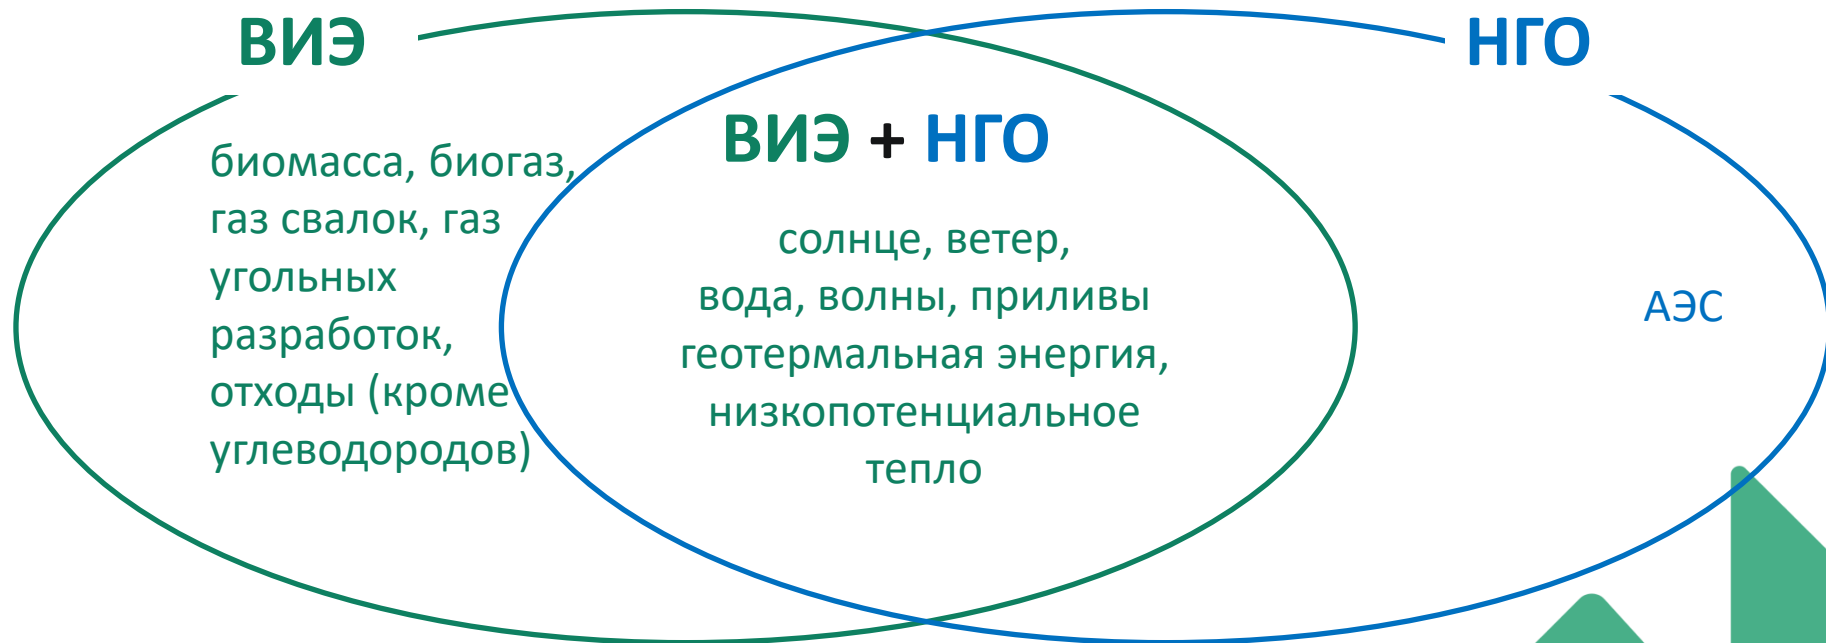 ВИЭ
НГО
ВИЭ + НГО
биомасса, биогаз,
газ свалок, газ
угольных
разработок,
отходы (кроме
углеводородов)
солнце, ветер,
вода, волны, приливы
геотермальная энергия,
низкопотенциальное
тепло
АЭС